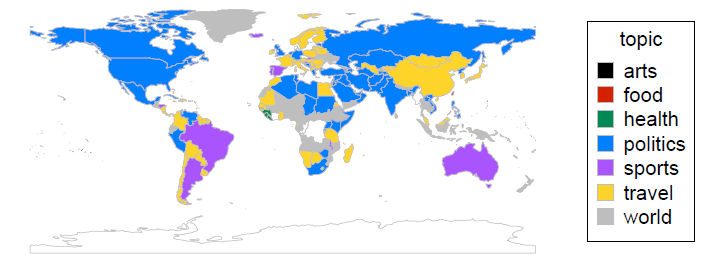 topic
arts
food
health
politics
sports
travel
world